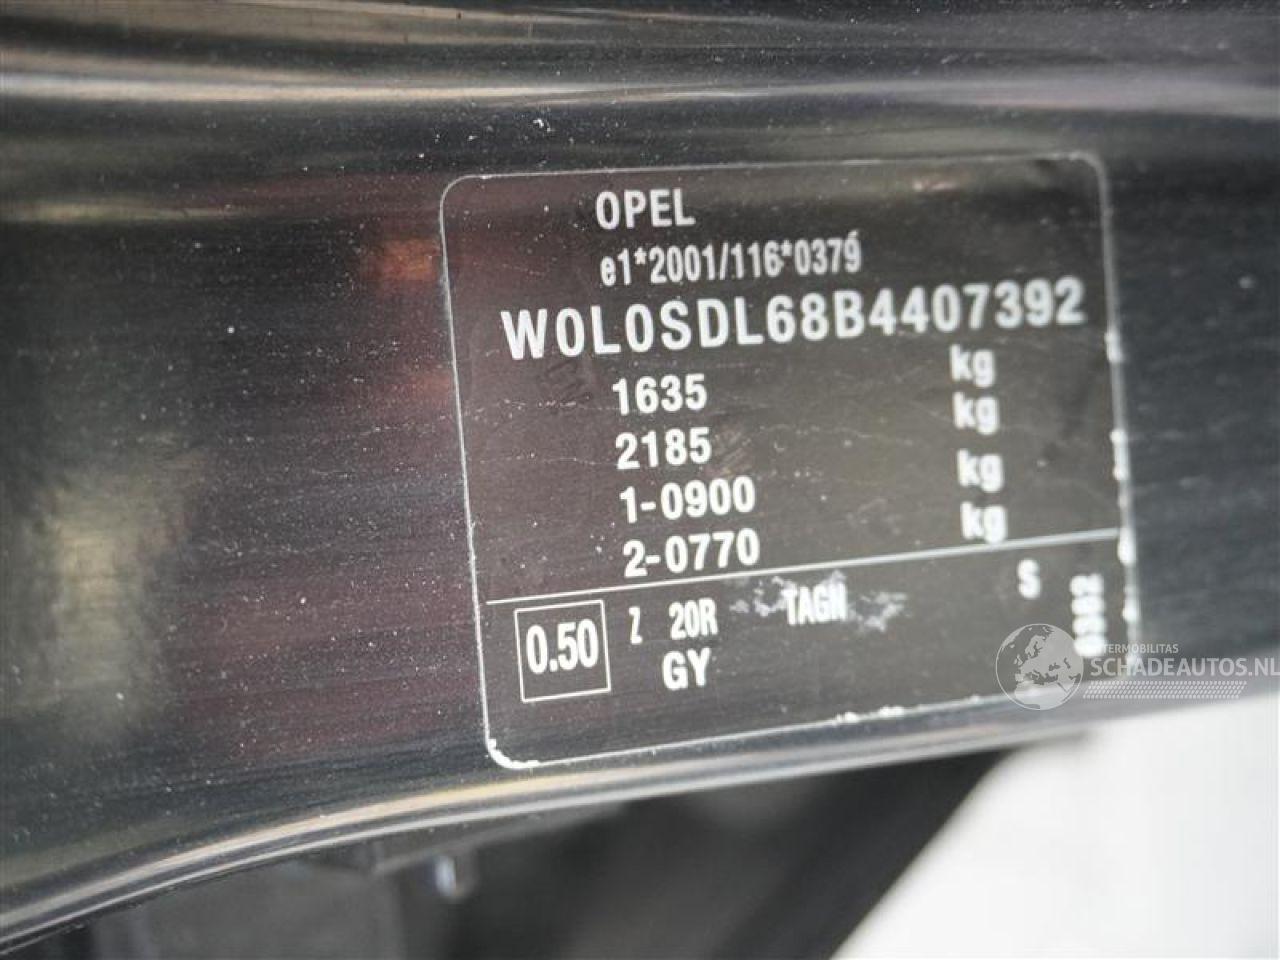 OPEL
e1*2001/116*0379
W0L0SDL68B4407392
1635 kg
2185 kg
1-0900 kg
2-0770 kg
0.50 Z 20R TAGN S
GY
SCHADEAUTOS.NL